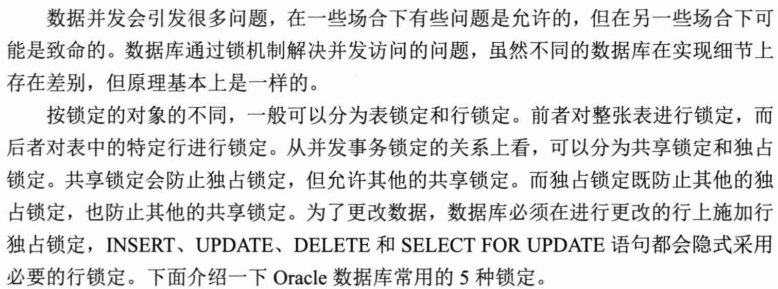 数据并发会引发很多问题，在一些场合下有些问题是允许的，但在另一些场合下可
能是致命的。数据库通过锁机制解决并发访问的问题，虽然不同的数据库在实现细节上
存在差别，但原理基本上是一样的。
按锁定的对象的不同，一般可以分为表锁定和行锁定。前者对整张表进行锁定，而
后者对表中的特定行进行锁定。从并发事务锁定的关系上看，可以分为共享锁定和独占
锁定。共享锁定会防止独占锁定，但允许其他的共享锁定。而独占锁定既防止其他的独
占锁定，也防止其他的共享锁定。为了更改数据，数据库必须在进行更改的行上施加行
独占锁定，INSERT、UPDATE、DELETE 和 SELECT FOR UPDATE 语句都会隐式采用
必要的行锁定。下面介绍一下 Oracle 数据库常用的 5 种锁定。